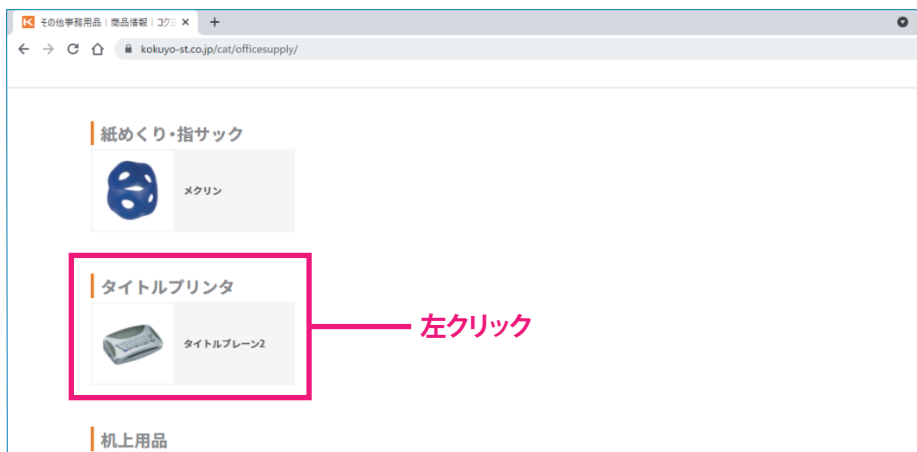 その他事務用品｜商品情報｜コクヨ
kokuyo-st.co.jp/cat/officesupply/
紙めくり・指サック
メクリン
タイトルプリンタ
タイトルブレーン2
左クリック
机上用品